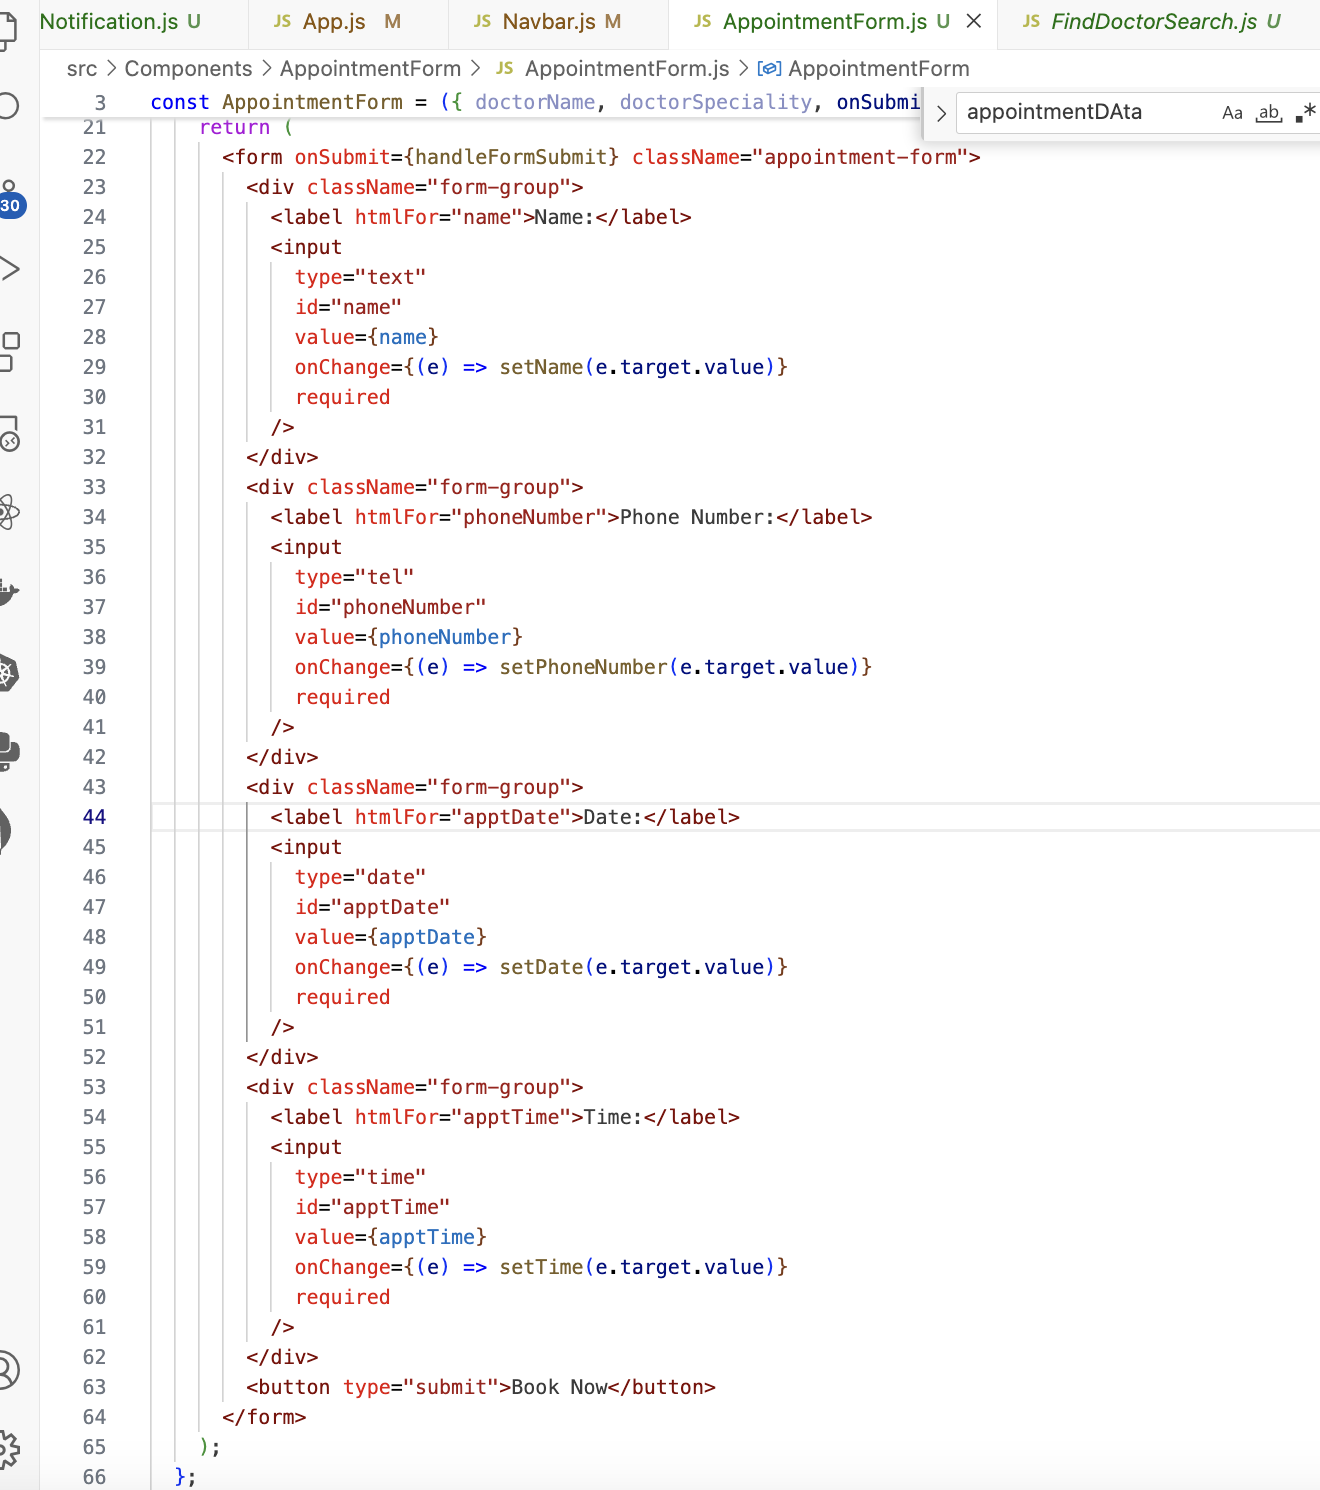 Notification.js U
JS App.js M
JS Navbar.js M
JS AppointmentForm.js U
JS FindDoctorSearch.js U
src > Components > AppointmentForm > JS AppointmentForm.js > AppointmentForm
3 const AppointmentForm = ({ doctorName, doctorSpeciality, onSubmi
appointmentDAta Aa ab .*
30
21 return (
22 <form onSubmit={handleFormSubmit} className="appointment-form">
23 <div className="form-group">
24 <label htmlFor="name">Name:</label>
25 <input
26 type="text"
27 id="name"
28 value={name}
29 onChange={(e) => setName(e.target.value)}
30 required
31 />
32 </div>
33 <div className="form-group">
34 <label htmlFor="phoneNumber">Phone Number:</label>
35 <input
36 type="tel"
37 id="phoneNumber"
38 value={phoneNumber}
39 onChange={(e) => setPhoneNumber(e.target.value)}
40 required
41 />
42 </div>
43 <div className="form-group">
44 <label htmlFor="apptDate">Date:</label>
45 <input
46 type="date"
47 id="apptDate"
48 value={apptDate}
49 onChange={(e) => setDate(e.target.value)}
50 required
51 />
52 </div>
53 <div className="form-group">
54 <label htmlFor="apptTime">Time:</label>
55 <input
56 type="time"
57 id="apptTime"
58 value={apptTime}
59 onChange={(e) => setTime(e.target.value)}
60 required
61 />
62 </div>
63 <button type="submit">Book Now</button>
64 </form>
65 );
66 };